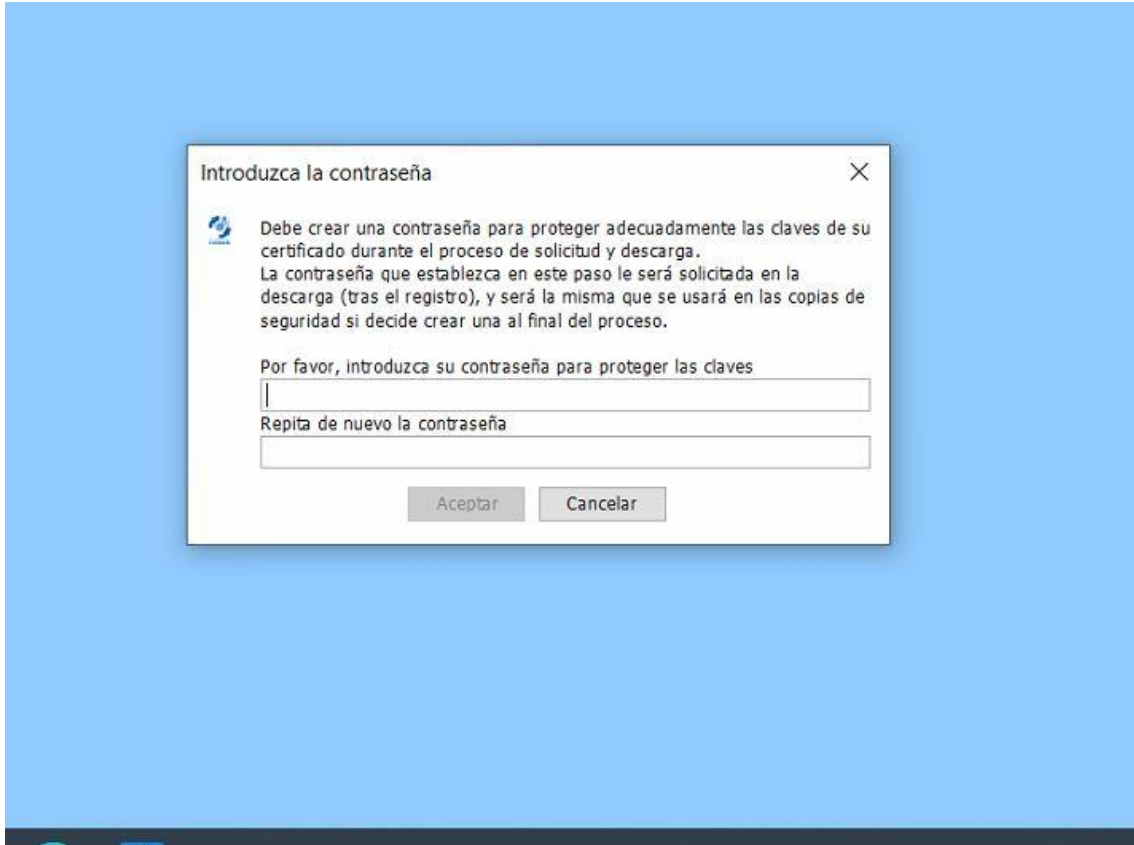 Introduzca la contraseña
Debe crear una contraseña para proteger adecuadamente las claves de su
certificado durante el proceso de solicitud y descarga.
La contraseña que establezca en este paso le será solicitada en la
descarga (tras el registro), y será la misma que se usará en las copias de
seguridad si decide crear una al final del proceso.
Por favor, introduzca su contraseña para proteger las claves
Repita de nuevo la contraseña
Aceptar Cancelar